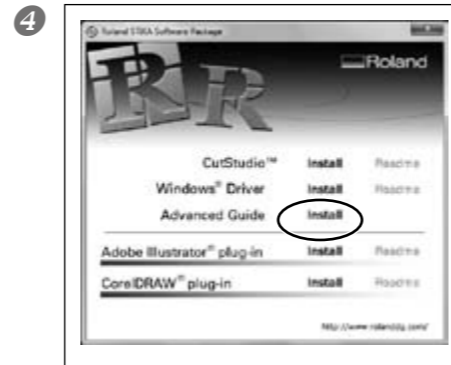 4
Roland STIKA Software Package
Roland
CutStudio™ Install Readme
Windows® Driver Install Readme
Advanced Guide Install
Adobe Illustrator® plug-in Install Readme
CorelDRAW® plug-in Install Readme
http://www.rolanddg.com/